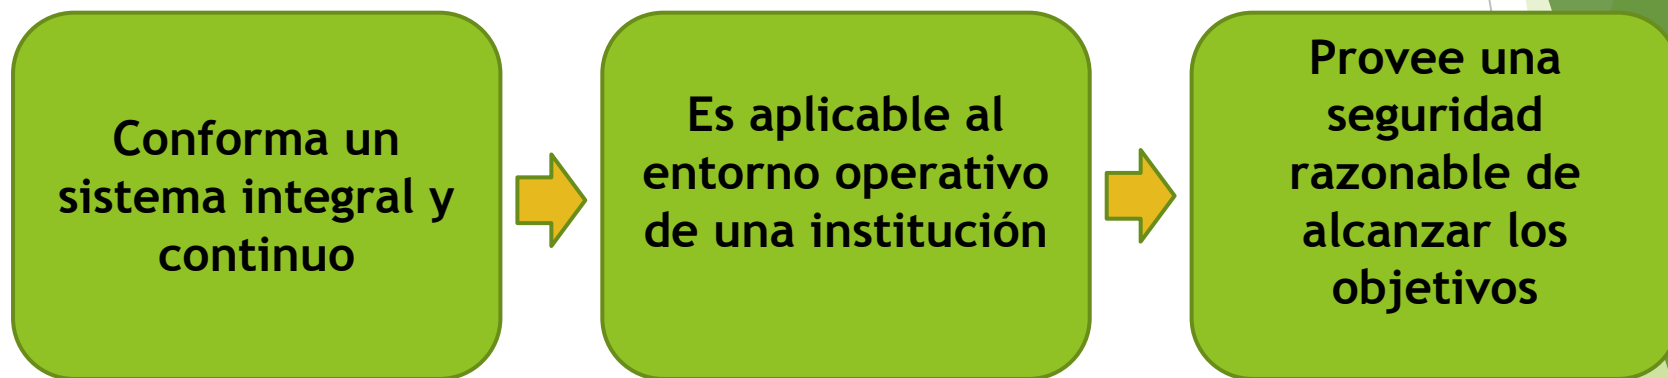 Conforma un
sistema integral y
continuo
Es aplicable al
entorno operativo
de una institución
Provee una
seguridad
razonable de
alcanzar los
objetivos